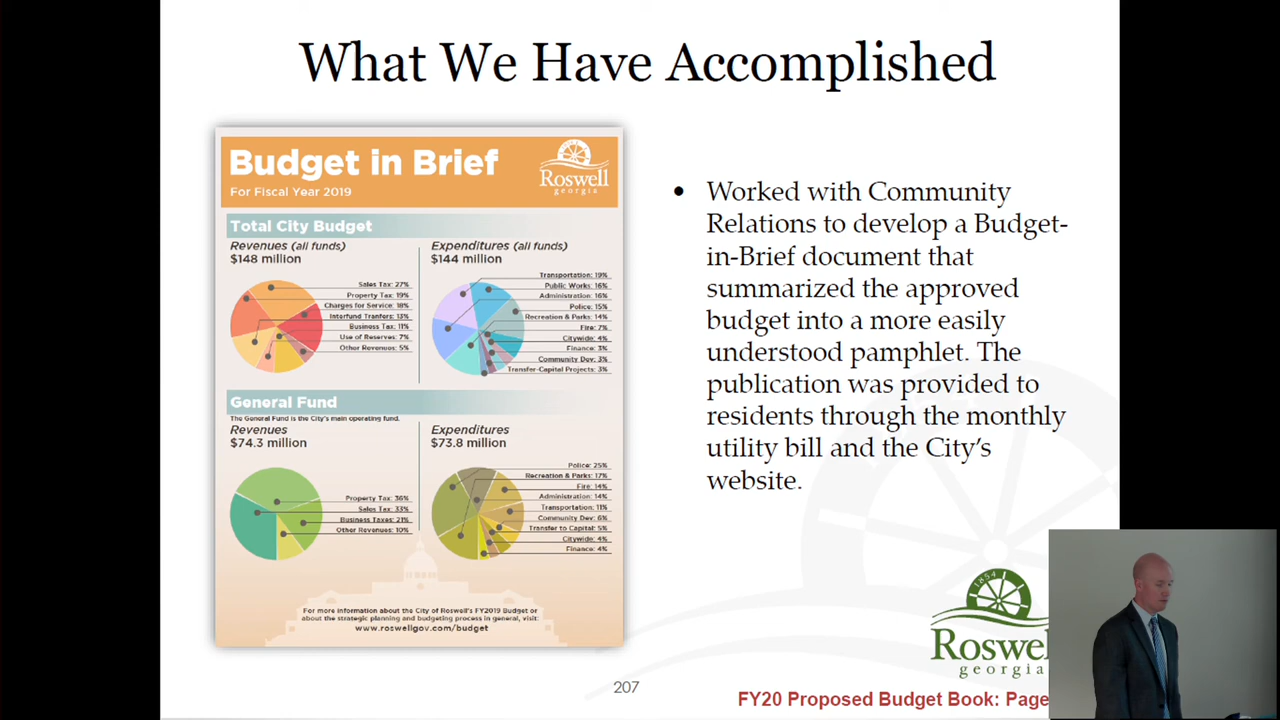 What We Have Accomplished
Budget in Brief
For Fiscal Year 2019
Roswell
georgia
Total City Budget
Revenues (all funds)
$148 million
Sales Tax: 27%
Property Tax: 19%
Charges for Service: 18%
Interfund Tranfers: 13%
Business Tax: 11%
Use of Reserves: 7%
Other Revenues: 5%
Expenditures (all funds)
$144 million
Transportation: 19%
Public Works: 16%
Administration: 16%
Police: 15%
Recreation & Parks: 14%
Fire: 7%
Citywide: 4%
Finance: 3%
Community Dev: 3%
Transfer-Capital Projects: 3%
General Fund
The General Fund is the City's main operating fund.
Revenues
$74.3 million
Property Tax: 36%
Sales Tax: 33%
Business Taxes: 21%
Other Revenues: 10%
Expenditures
$73.8 million
Police: 25%
Recreation & Parks: 17%
Fire: 14%
Administration: 14%
Transportation: 11%
Community Dev: 6%
Transfer to Capital: 5%
Citywide: 4%
Finance: 4%
For more information about the City of Roswell's FY2019 Budget or
about the strategic planning and budgeting process in general, visit:
www.roswellgov.com/budget
• Worked with Community
Relations to develop a Budget-
in-Brief document that
summarized the approved
budget into a more easily
understood pamphlet. The
publication was provided to
residents through the monthly
utility bill and the City's
website.
1854
Roswel
georgia
207
FY20 Proposed Budget Book: Page